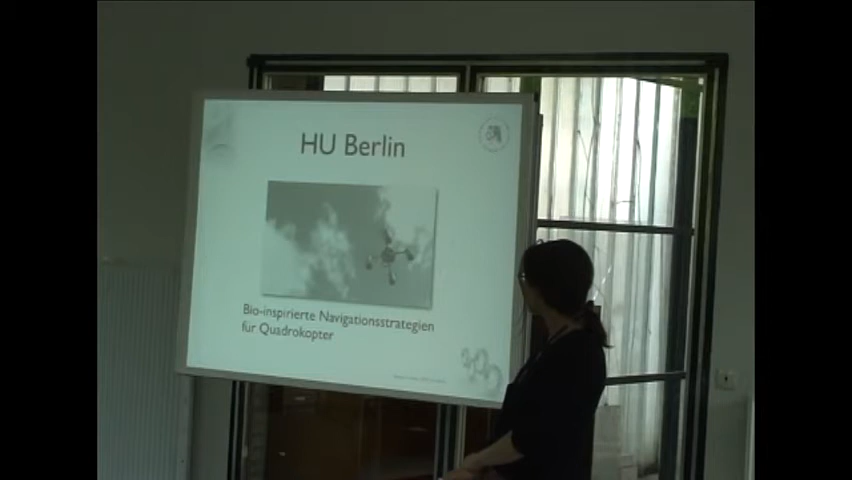 HU Berlin
Bio-inspirierte Navigationsstrategien
für Quadrokopter